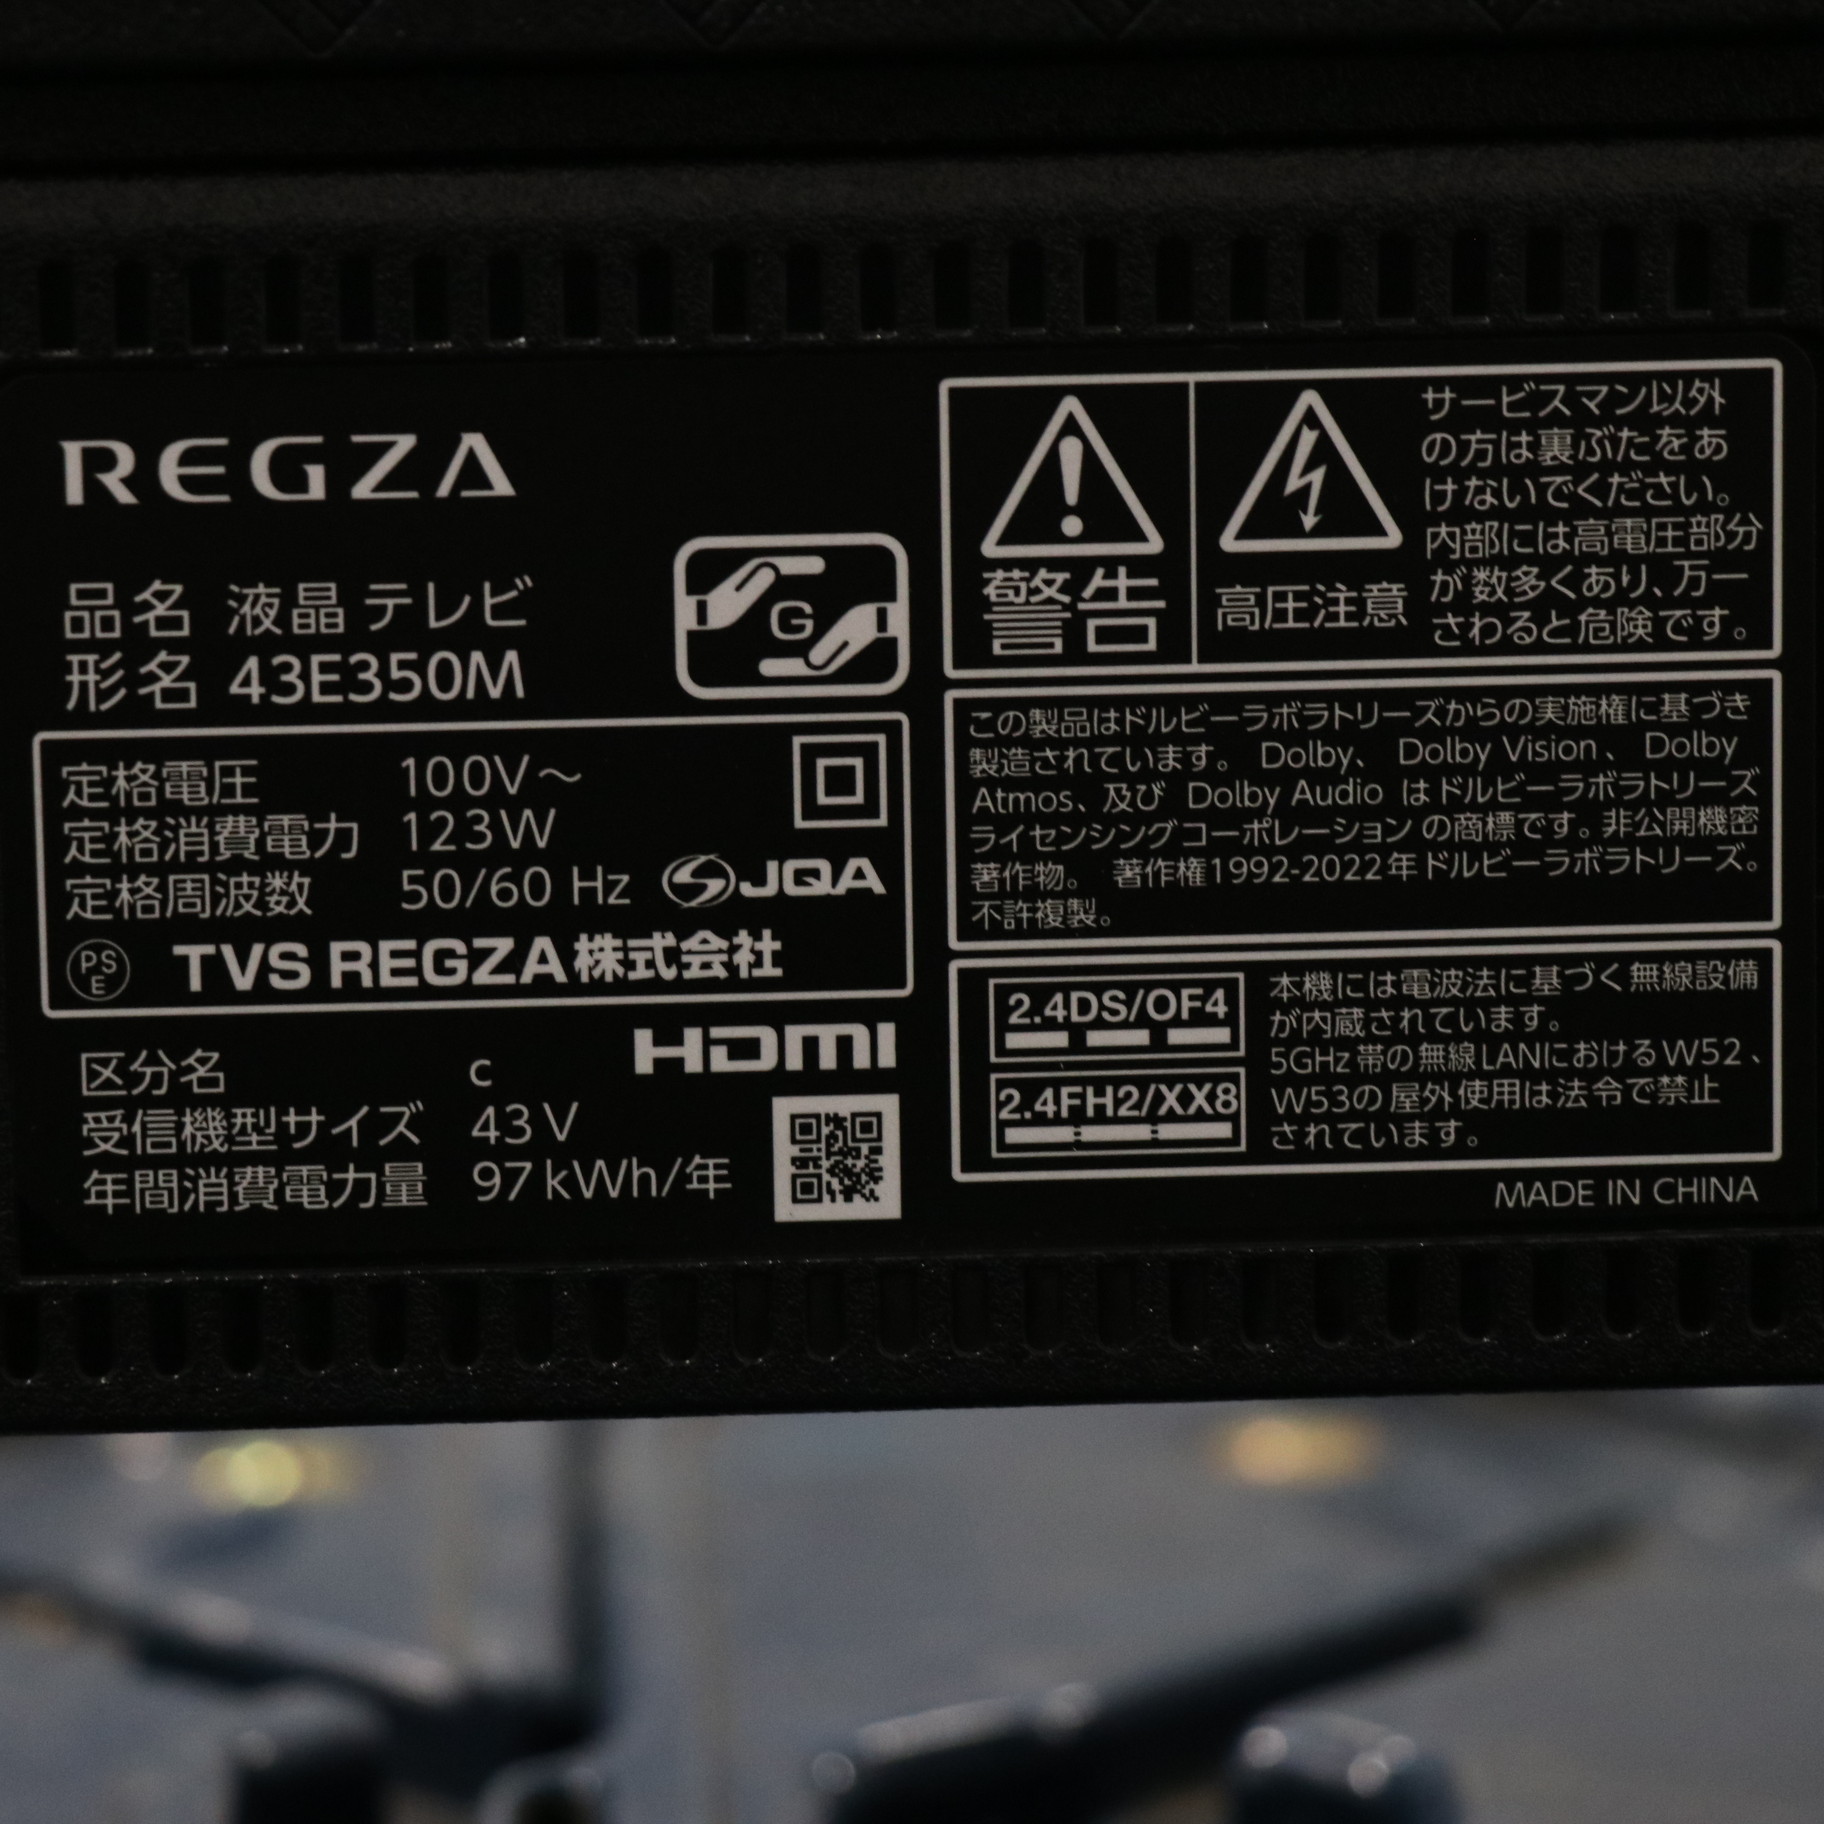 REGZA
品名 液晶テレビ
形名 43E350M
G
定格電圧 100V～
定格消費電力 123W
定格周波数 50/60 Hz
JQA
PS
E
TVS REGZA株式会社
HDMI
区分名 c
受信機型サイズ 43V
年間消費電力量 97kWh/年
警告
高圧注意
サービスマン以外
の方は裏ぶたをあ
けないでください。
内部には高電圧部分
が数多くあり、万一
さわると危険です。
この製品はドルビーラボラトリーズからの実施権に基づき
製造されています。 Dolby、 Dolby Vision、 Dolby
Atmos、及び Dolby Audio はドルビーラボラトリーズ
ライセンシングコーポレーションの商標です。非公開機密
著作物。 著作権1992-2022年ドルビーラボラトリーズ。
不許複製。
2.4DS/OF4
2.4FH2/XX8
本機には電波法に基づく無線設備
が内蔵されています。
5GHz帯の無線LANにおけるW52、
W53の屋外使用は法令で禁止
されています。
MADE IN CHINA